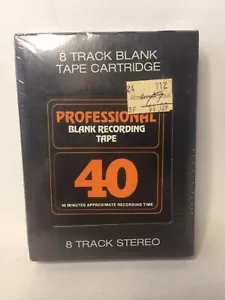 8 TRACK BLANK
TAPE CARTRIDGE
PROFESSIONAL
BLANK RECORDING
TAPE
40
40 MINUTES APPROXIMATE RECORDING TIME
8 TRACK STEREO